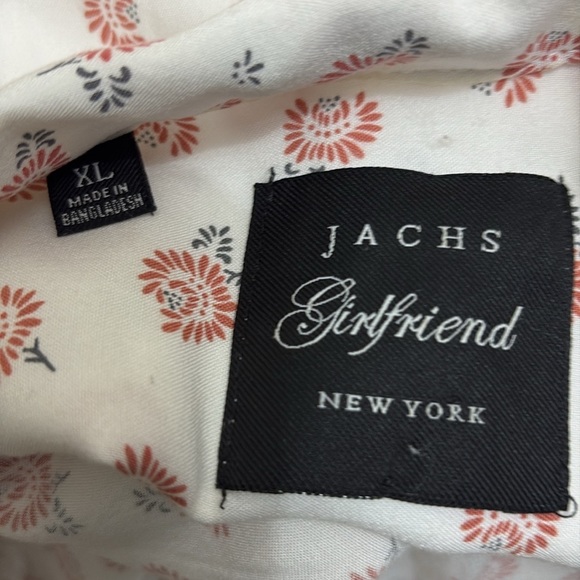 XL
MADE IN
BANGLADESH
JACHS
Girlfriend
NEW YORK